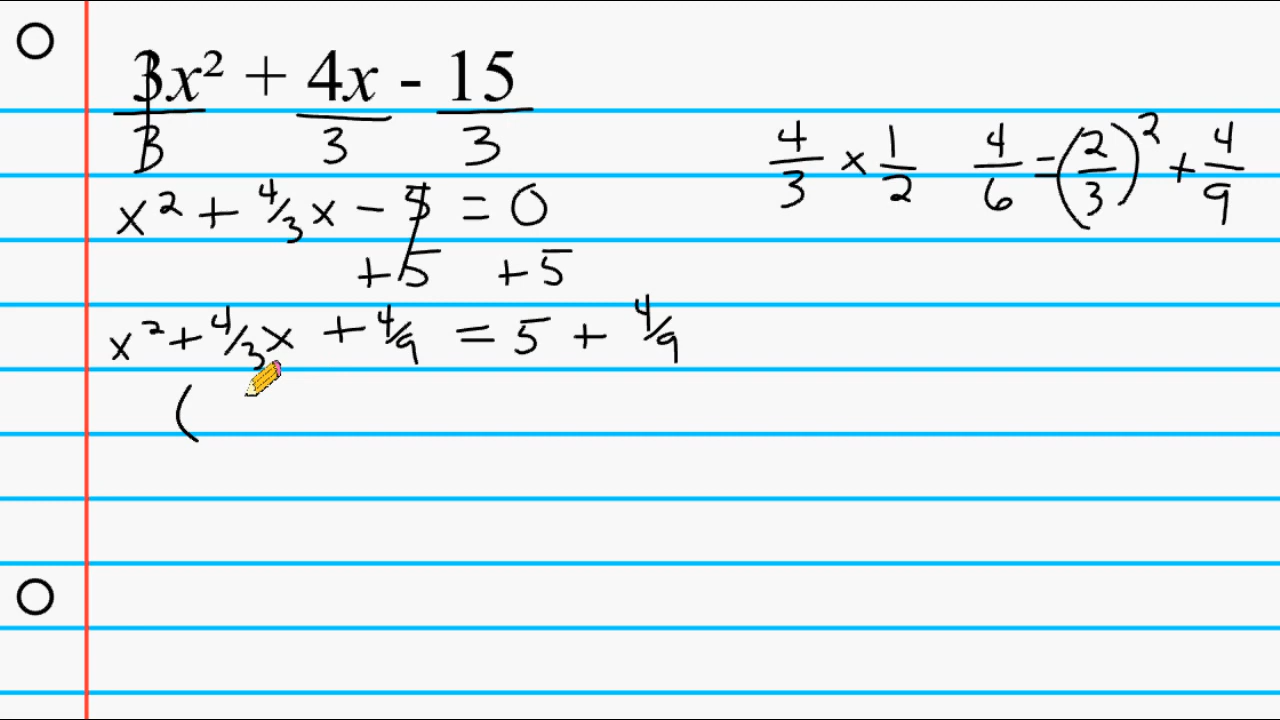 3x² + 4x - 15
3 3 3
x² + 4/3x - 5 = 0
+5 +5
x² + 4/3x + 4/9 = 5 + 4/9
(
4/3 × 1/2 4/6 = (2/3)² + 4/9